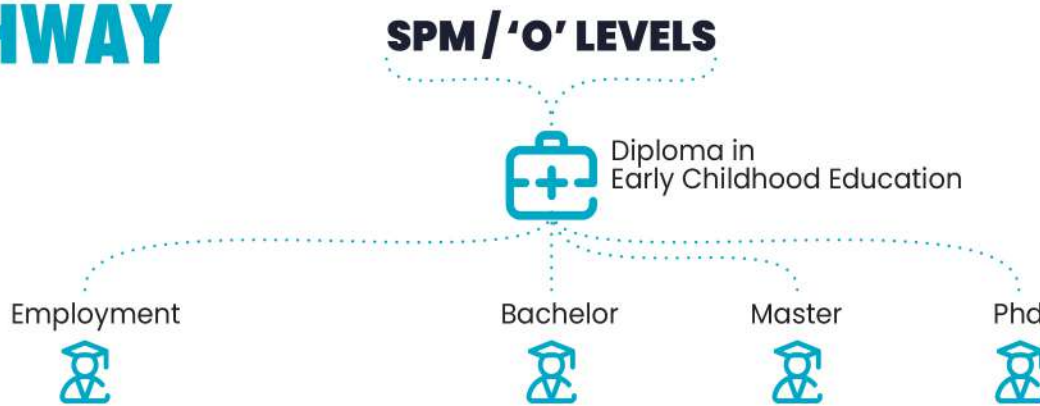 HWAY
SPM / ‘O’ LEVELS
Diploma in
Early Childhood Education
Employment
Bachelor
Master
Phd